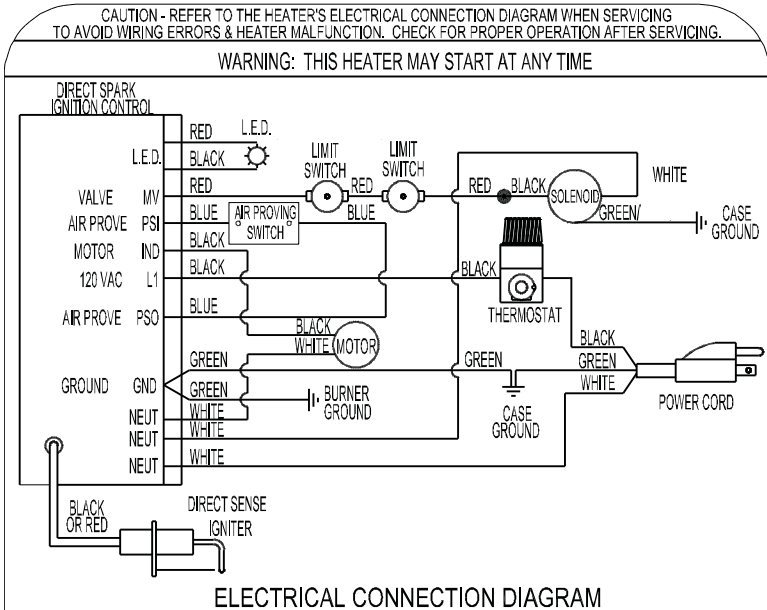 CAUTION - REFER TO THE HEATER'S ELECTRICAL CONNECTION DIAGRAM WHEN SERVICING
TO AVOID WIRING ERRORS & HEATER MALFUNCTION. CHECK FOR PROPER OPERATION AFTER SERVICING.
WARNING: THIS HEATER MAY START AT ANY TIME
DIRECT SPARK
IGNITION CONTROL
RED
L.E.D.
L.E.D.
BLACK
LIMIT
SWITCH
LIMIT
SWITCH
WHITE
VALVE MV
RED
RED
RED
BLACK
SOLENOID
AIR PROVE PSI
BLUE
AIR PROVING
SWITCH
BLUE
GREEN/
CASE
GROUND
MOTOR IND
BLACK
120 VAC L1
BLACK
BLACK
THERMOSTAT
AIR PROVE PSO
BLUE
BLACK
WHITE
MOTOR
BLACK
GREEN
WHITE
POWER CORD
GREEN
GREEN
GROUND GND
GREEN
BURNER
GROUND
CASE
GROUND
NEUT
WHITE
NEUT
WHITE
NEUT
WHITE
BLACK
OR RED
DIRECT SENSE
IGNITER
ELECTRICAL CONNECTION DIAGRAM